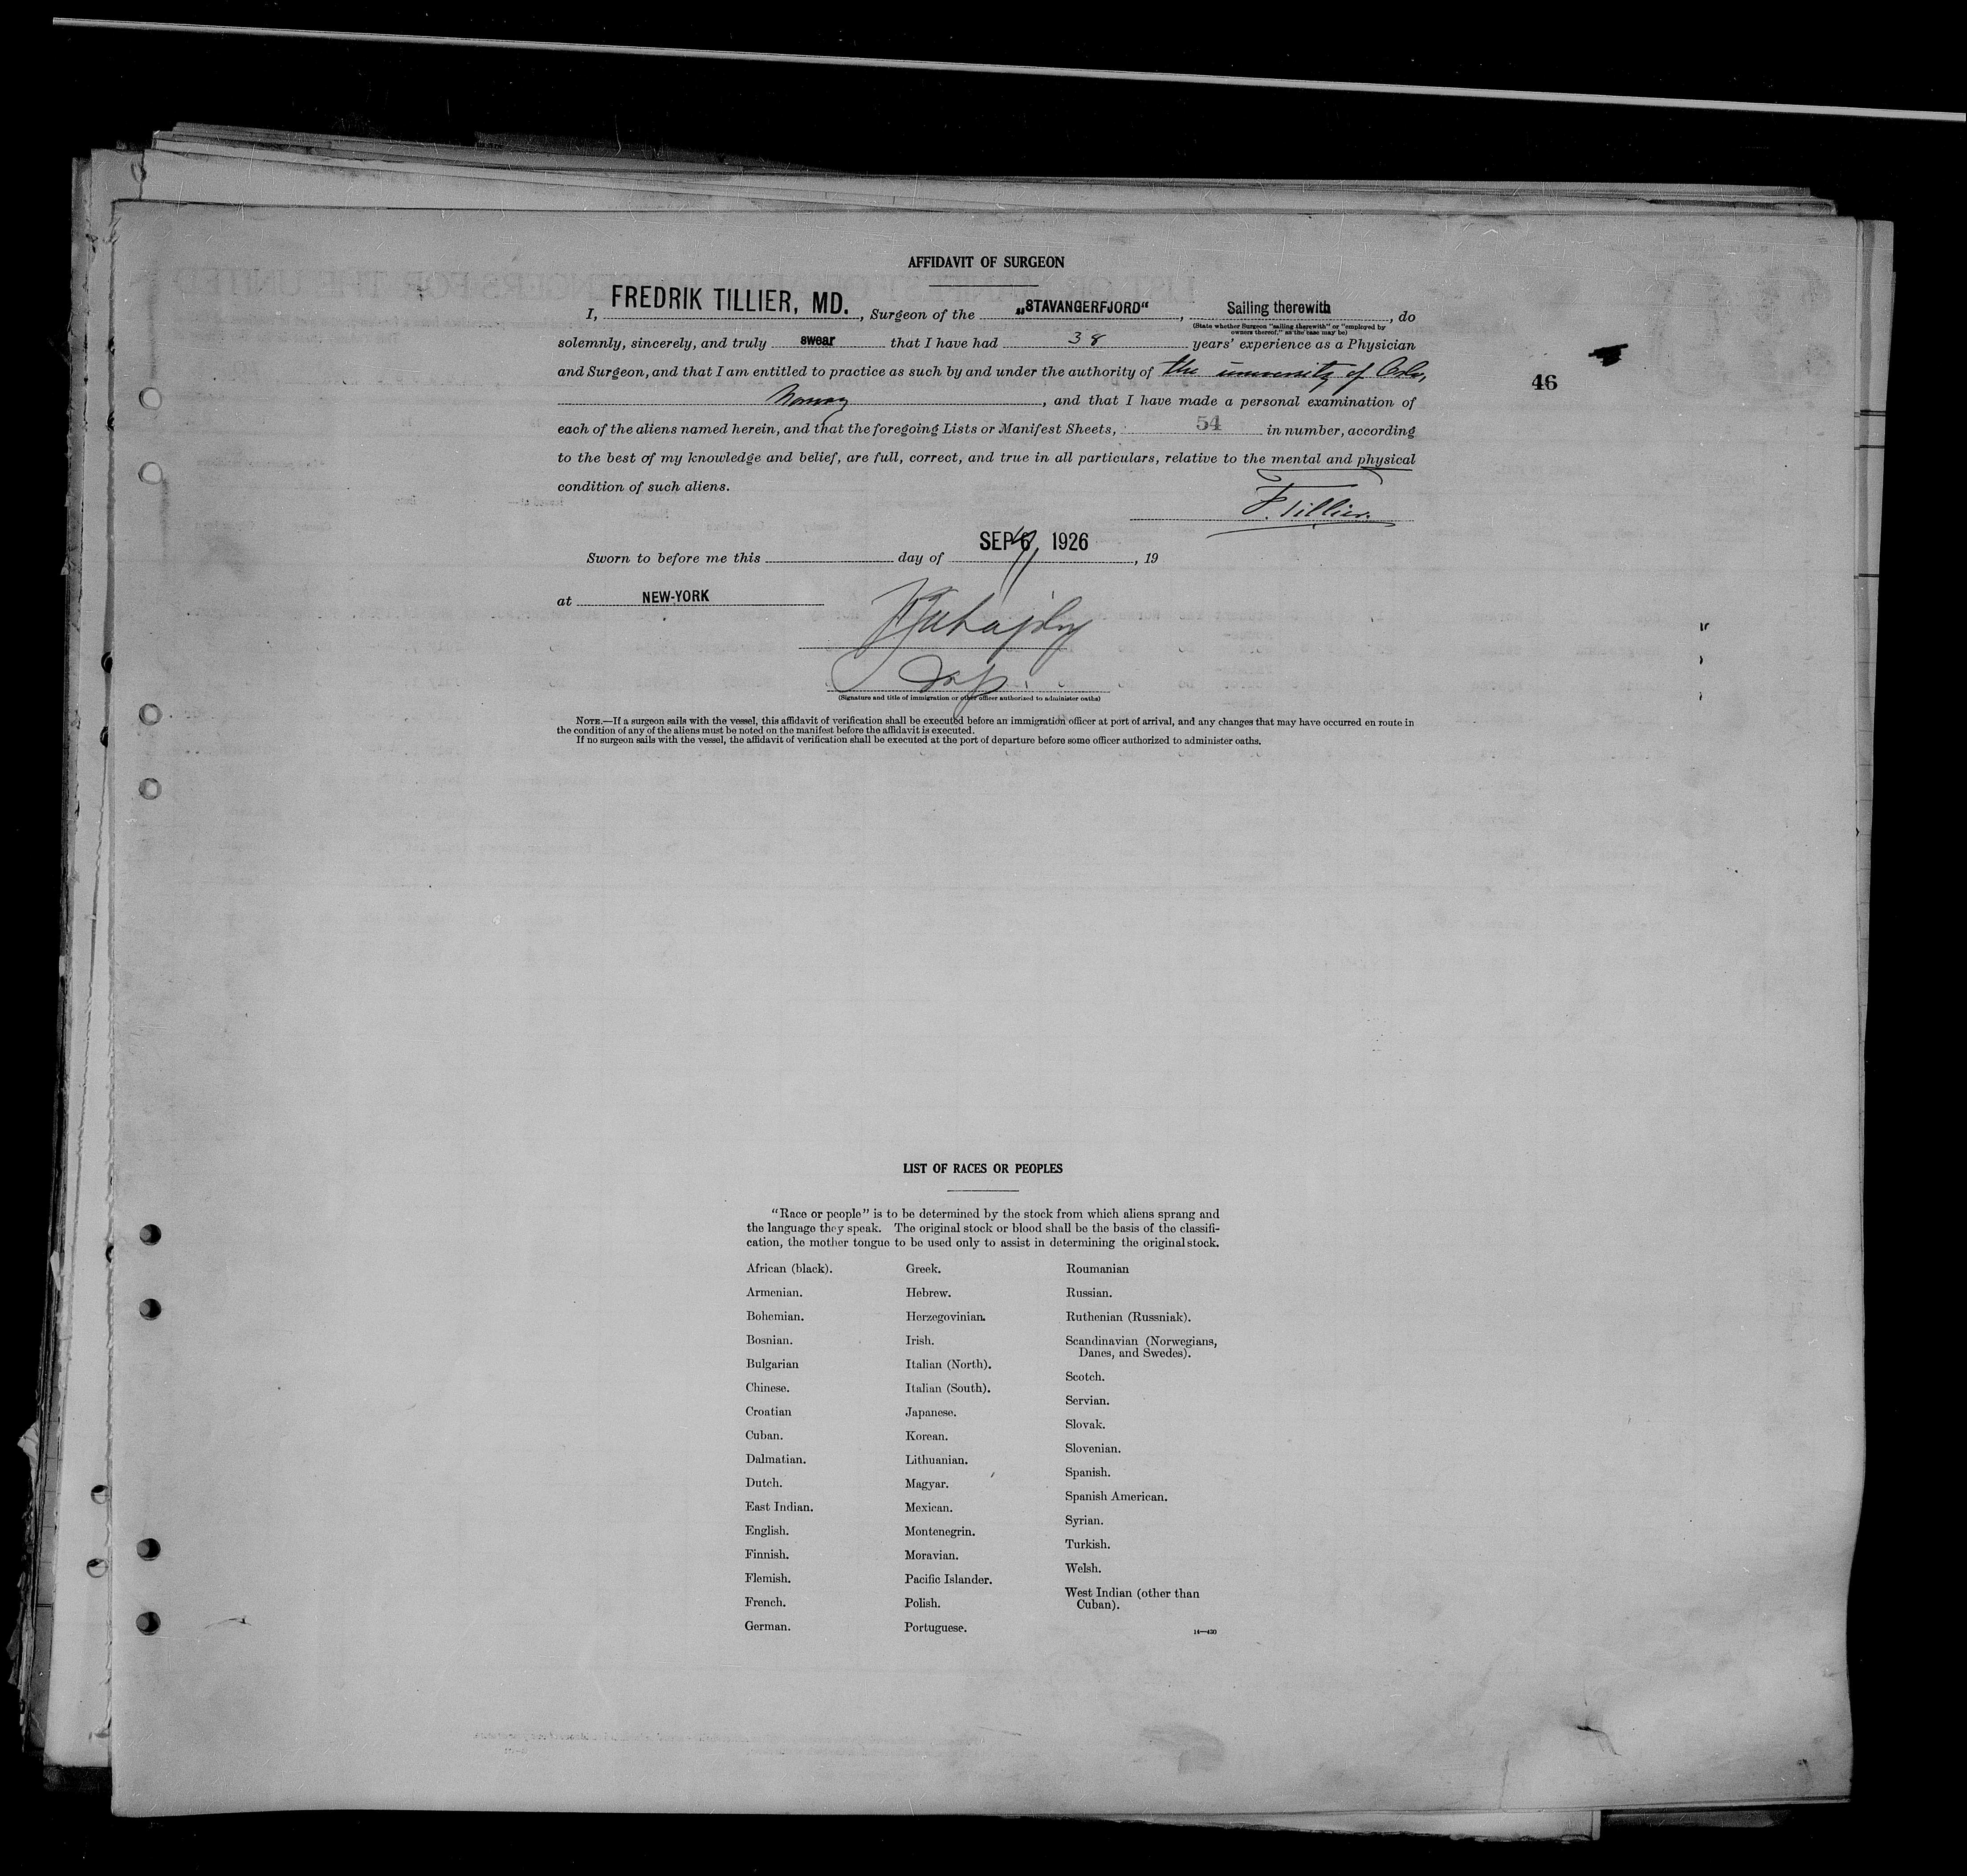 AFFIDAVIT OF SURGEON
I, FREDRIK TILLIER, MD., Surgeon of the „STAVANGERFJORD“, Sailing therewith, do
(State whether Surgeon "sailing therewith" or "employed by
owners thereof," as the case may be)
solemnly, sincerely, and truly swear that I have had 38 years' experience as a Physician
and Surgeon, and that I am entitled to practice as such by and under the authority of the university of Oslo,
46
Norway, and that I have made a personal examination of
each of the aliens named herein, and that the foregoing Lists or Manifest Sheets, 54 in number, according
to the best of my knowledge and belief, are full, correct, and true in all particulars, relative to the mental and physical
condition of such aliens.
F. Tillier.
Sworn to before me this day of SEP 6 1926, 19
at NEW-YORK
(Signature and title of immigration or other officer authorized to administer oaths)
NOTE.—If a surgeon sails with the vessel, this affidavit of verification shall be executed before an immigration officer at port of arrival, and any changes that may have occurred en route in
the condition of any of the aliens must be noted on the manifest before the affidavit is executed.
If no surgeon sails with the vessel, the affidavit of verification shall be executed at the port of departure before some officer authorized to administer oaths.
LIST OF RACES OR PEOPLES
"Race or people" is to be determined by the stock from which aliens sprang and
the language they speak. The original stock or blood shall be the basis of the classifi-
cation, the mother tongue to be used only to assist in determining the original stock.
African (black).
Armenian.
Bohemian.
Bosnian.
Bulgarian
Chinese.
Croatian
Cuban.
Dalmatian.
Dutch.
East Indian.
English.
Finnish.
Flemish.
French.
German.
Greek.
Hebrew.
Herzegovinian.
Irish.
Italian (North).
Italian (South).
Japanese.
Korean.
Lithuanian.
Magyar.
Mexican.
Montenegrin.
Moravian.
Pacific Islander.
Polish.
Portuguese.
Roumanian
Russian.
Ruthenian (Russniak).
Scandinavian (Norwegians,
Danes, and Swedes).
Scotch.
Servian.
Slovak.
Slovenian.
Spanish.
Spanish American.
Syrian.
Turkish.
Welsh.
West Indian (other than
Cuban).
14—430